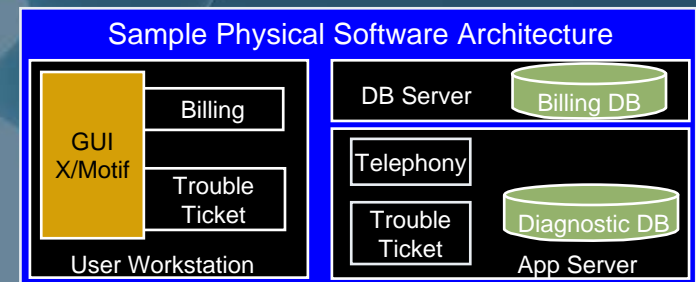 Sample Physical Software Architecture
GUI
X/Motif
Billing
Trouble
Ticket
User Workstation
DB Server
Billing DB
Telephony
Trouble
Ticket
Diagnostic DB
App Server